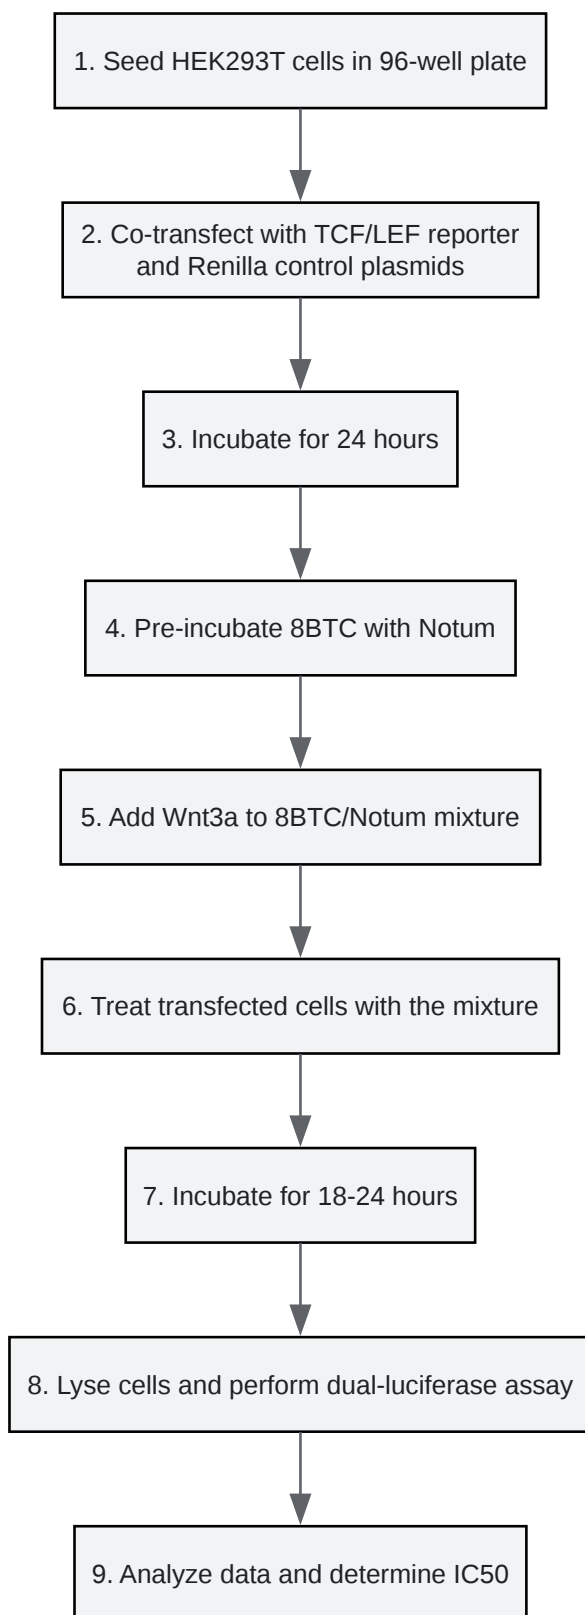 1. Seed HEK293T cells in 96-well plate
2. Co-transfect with TCF/LEF reporter
and Renilla control plasmids
3. Incubate for 24 hours
4. Pre-incubate 8BTC with Notum
5. Add Wnt3a to 8BTC/Notum mixture
6. Treat transfected cells with the mixture
7. Incubate for 18-24 hours
8. Lyse cells and perform dual-luciferase assay
9. Analyze data and determine IC50